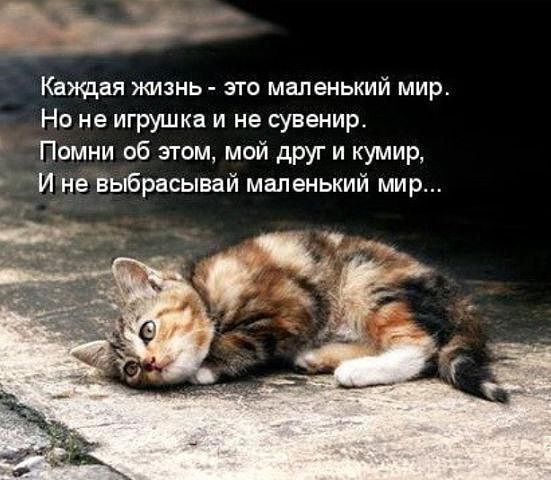 Каждая жизнь - это маленький мир.
Но не игрушка и не сувенир.
Помни об этом, мой друг и кумир,
И не выбрасывай маленький мир...